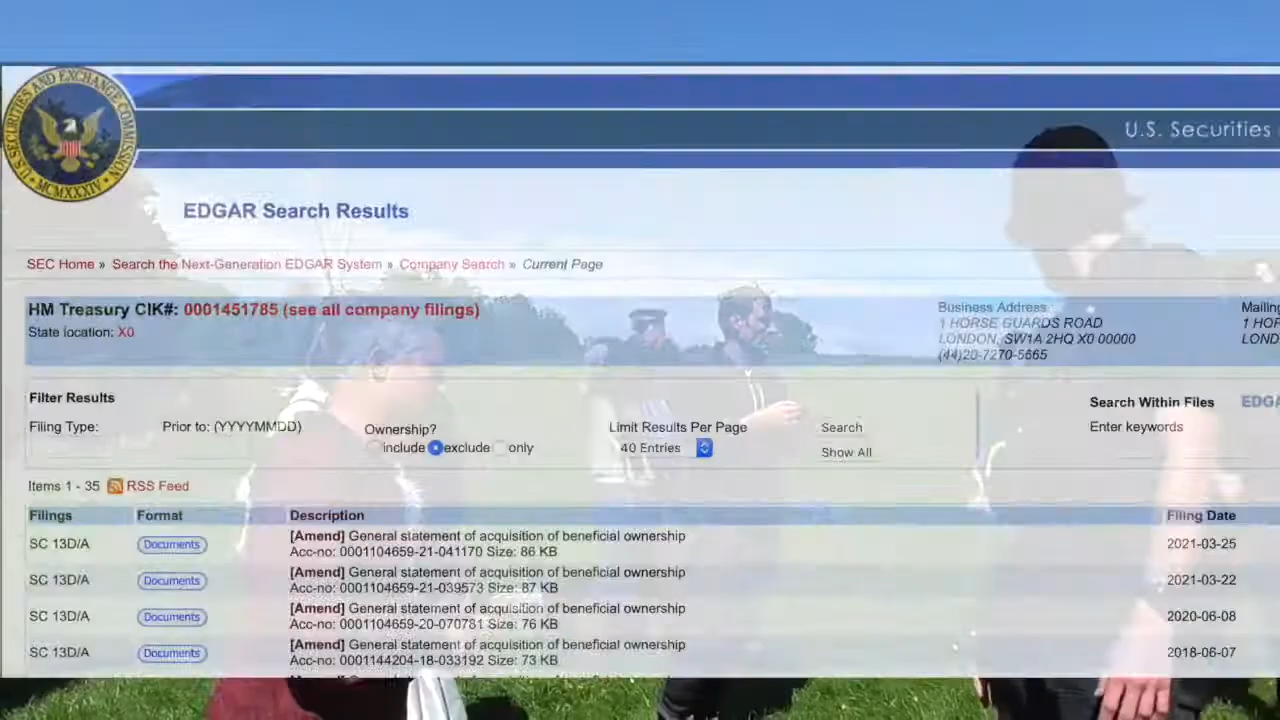 U.S. SECURITIES AND EXCHANGE COMMISSION
MCMXXXIV
U.S. Securities
EDGAR Search Results
SEC Home » Search the Next-Generation EDGAR System » Company Search » Current Page
HM Treasury CIK#: 0001451785 (see all company filings)
State location: X0
Business Address
1 HORSE GUARDS ROAD
LONDON, SW1A 2HQ X0 00000
(44)20-7270-5665
Mailing
1 HOR
LOND
Filter Results
Filing Type:
Prior to: (YYYYMMDD)
Ownership?
include exclude only
Limit Results Per Page
40 Entries
Search
Show All
Search Within Files
EDGA
Enter keywords
Items 1 - 35 RSS Feed
Filings Format Description Filing Date
SC 13D/A Documents [Amend] General statement of acquisition of beneficial ownership 2021-03-25
Acc-no: 0001104659-21-041170 Size: 86 KB
SC 13D/A Documents [Amend] General statement of acquisition of beneficial ownership 2021-03-22
Acc-no: 0001104659-21-039573 Size: 87 KB
SC 13D/A Documents [Amend] General statement of acquisition of beneficial ownership 2020-06-08
Acc-no: 0001104659-20-070781 Size: 76 KB
SC 13D/A Documents [Amend] General statement of acquisition of beneficial ownership 2018-06-07
Acc-no: 0001144204-18-033192 Size: 73 KB